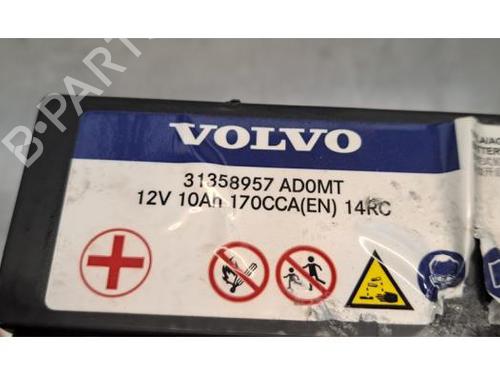 VOLVO
31358957 AD0MT
12V 10Ah 170CCA(EN) 14RC
B-PARTS